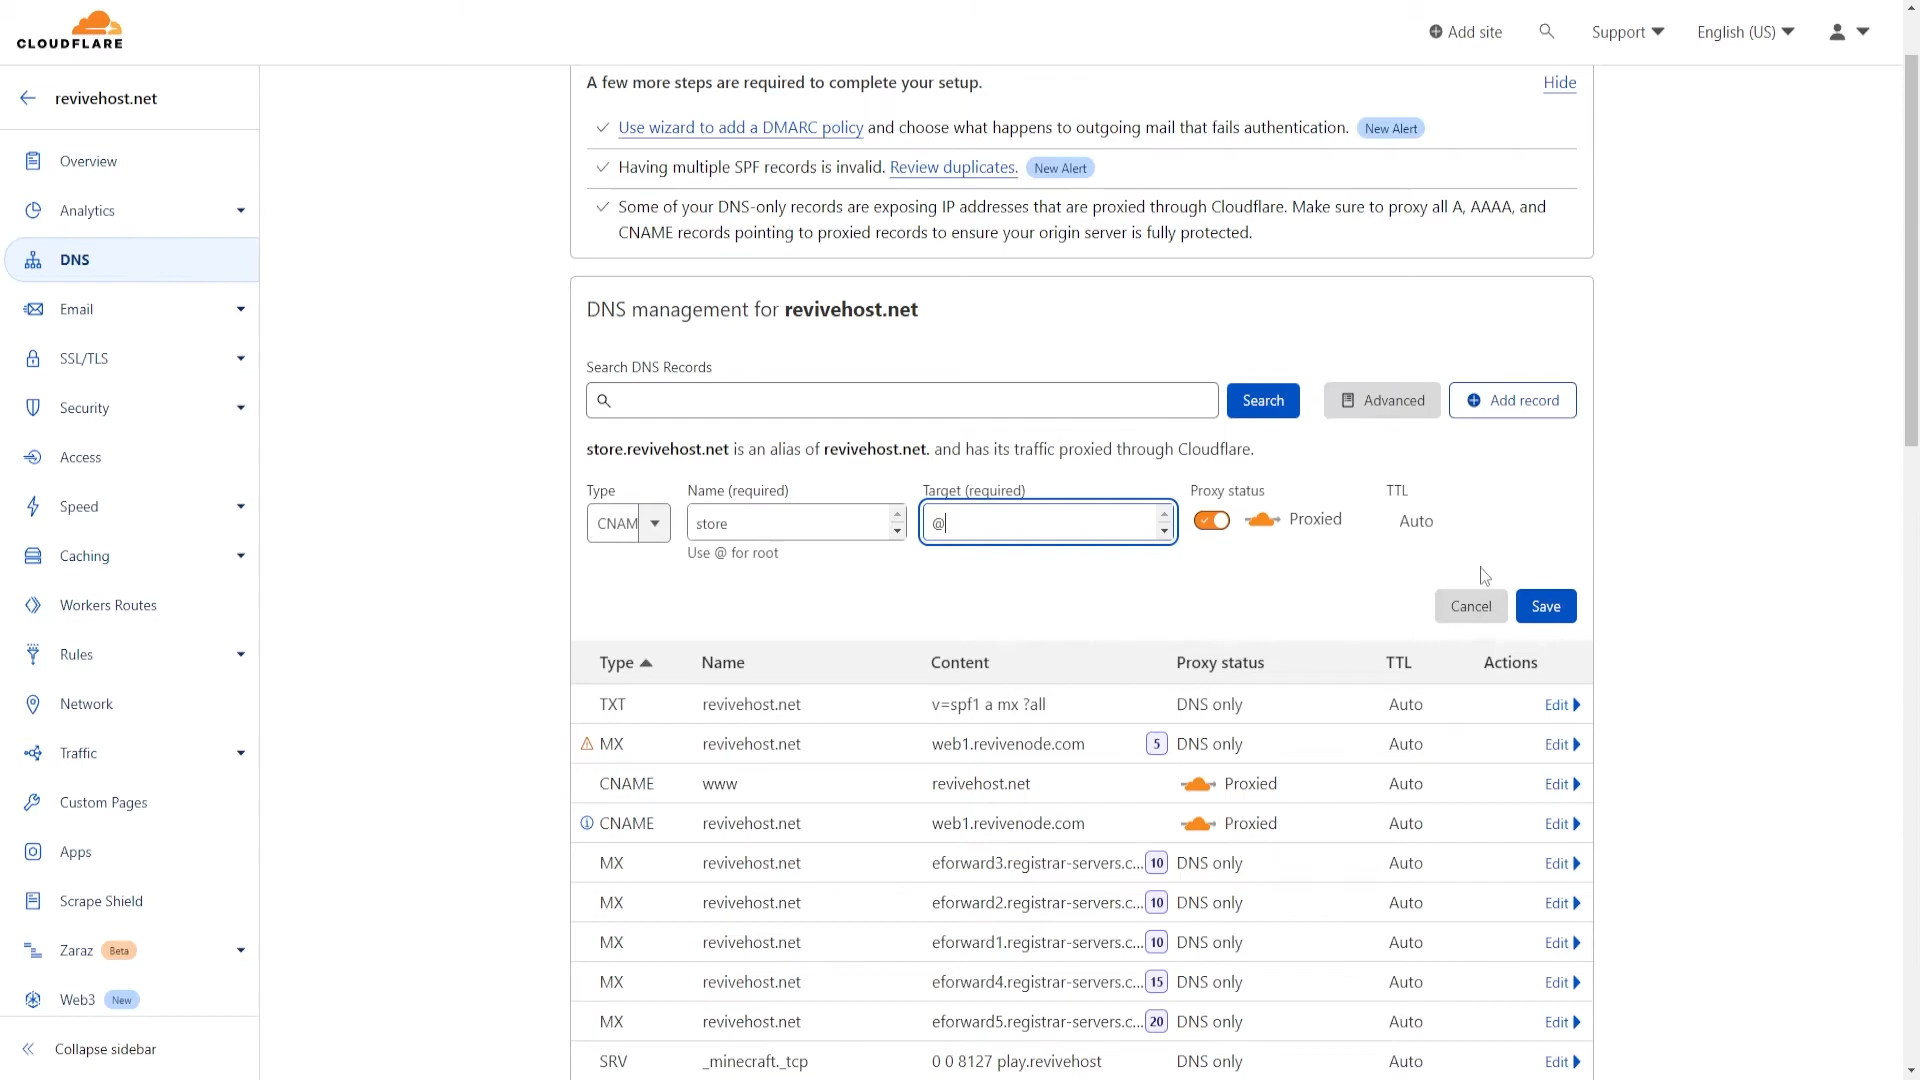 CLOUDFLARE
Add site
Support
English (US)
revivehost.net
Overview
Analytics
DNS
Email
SSL/TLS
Security
Access
Speed
Caching
Workers Routes
Rules
Network
Traffic
Custom Pages
Apps
Scrape Shield
Zaraz Beta
Web3 New
Collapse sidebar
A few more steps are required to complete your setup.
Hide
Use wizard to add a DMARC policy and choose what happens to outgoing mail that fails authentication. New Alert
Having multiple SPF records is invalid. Review duplicates. New Alert
Some of your DNS-only records are exposing IP addresses that are proxied through Cloudflare. Make sure to proxy all A, AAAA, and
CNAME records pointing to proxied records to ensure your origin server is fully protected.
DNS management for revivehost.net
Search DNS Records
Search
Advanced
Add record
store.revivehost.net is an alias of revivehost.net. and has its traffic proxied through Cloudflare.
Type Name (required) Target (required) Proxy status TTL
CNAM store @ Proxied Auto
Use @ for root
Cancel Save
Type Name Content Proxy status TTL Actions
TXT revivehost.net v=spf1 a mx ?all DNS only Auto Edit
MX revivehost.net web1.revivenode.com 5 DNS only Auto Edit
CNAME www revivehost.net Proxied Auto Edit
CNAME revivehost.net web1.revivenode.com Proxied Auto Edit
MX revivehost.net eforward3.registrar-servers.c... 10 DNS only Auto Edit
MX revivehost.net eforward2.registrar-servers.c... 10 DNS only Auto Edit
MX revivehost.net eforward1.registrar-servers.c... 10 DNS only Auto Edit
MX revivehost.net eforward4.registrar-servers.c... 15 DNS only Auto Edit
MX revivehost.net eforward5.registrar-servers.c... 20 DNS only Auto Edit
SRV _minecraft._tcp 0 0 8127 play.revivehost DNS only Auto Edit